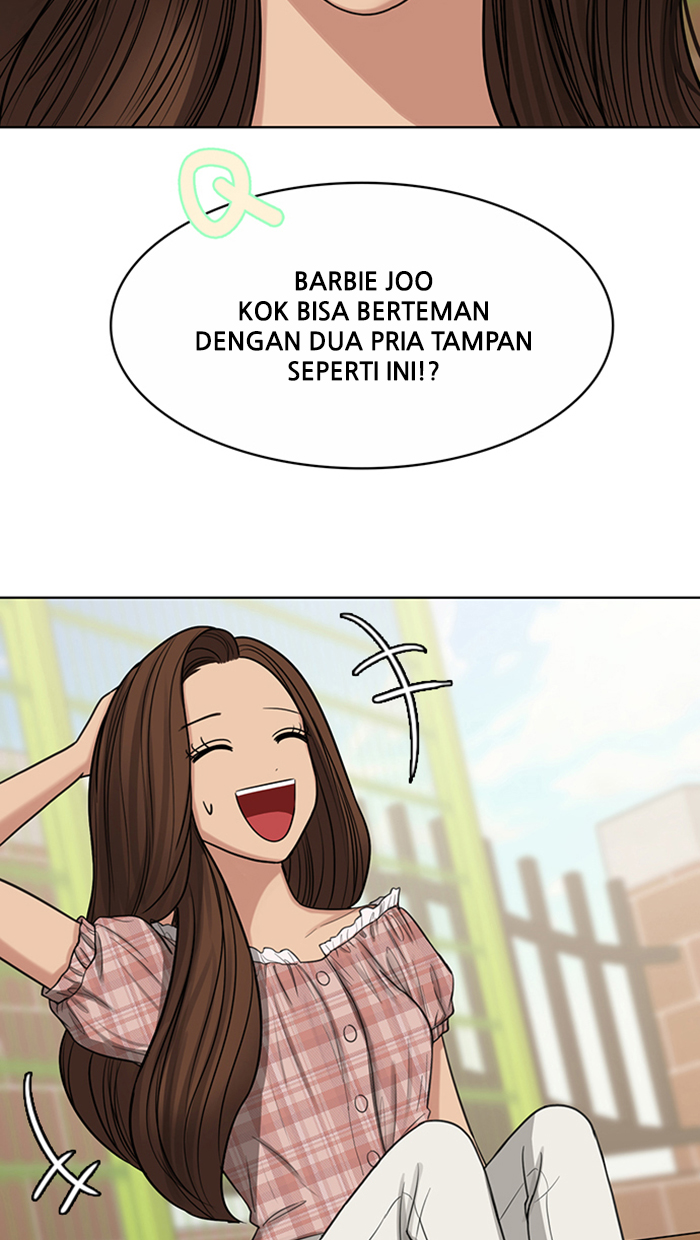 Q
BARBIE JOO
KOK BISA BERTEMAN
DENGAN DUA PRIA TAMPAN
SEPERTI INI!?